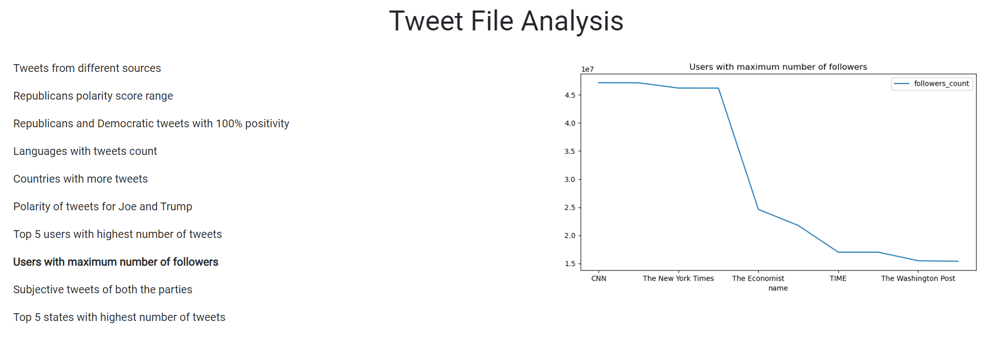 Tweet File Analysis
Tweets from different sources
Republicans polarity score range
Republicans and Democratic tweets with 100% positivity
Languages with tweets count
Countries with more tweets
Polarity of tweets for Joe and Trump
Top 5 users with highest number of tweets
Users with maximum number of followers
Subjective tweets of both the parties
Top 5 states with highest number of tweets
Users with maximum number of followers
1e7
followers_count
4.5
4.0
3.5
3.0
2.5
2.0
1.5
CNN The New York Times The Economist TIME The Washington Post
name